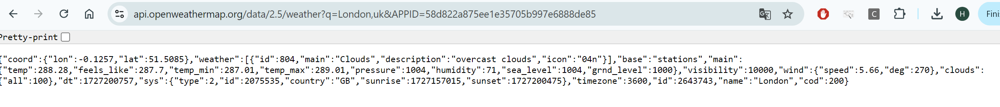 api.openweathermap.org/data/2.5/weather?q=London,uk&APPID=58d822a875ee1e35705b997e6888de85
C
H
Fini
Pretty-print
{"coord":{"lon":-0.1257,"lat":51.5085},"weather":[{"id":804,"main":"Clouds","description":"overcast clouds","icon":"04n"}],"base":"stations","main":
{"temp":288.28,"feels_like":287.7,"temp_min":287.01,"temp_max":289.01,"pressure":1004,"humidity":71,"sea_level":1004,"grnd_level":1000},"visibility":10000,"wind":{"speed":5.66,"deg":270},"clouds":
{"all":100},"dt":1727200757,"sys":{"type":2,"id":2075535,"country":"GB","sunrise":1727157015,"sunset":1727200475},"timezone":3600,"id":2643743,"name":"London","cod":200}